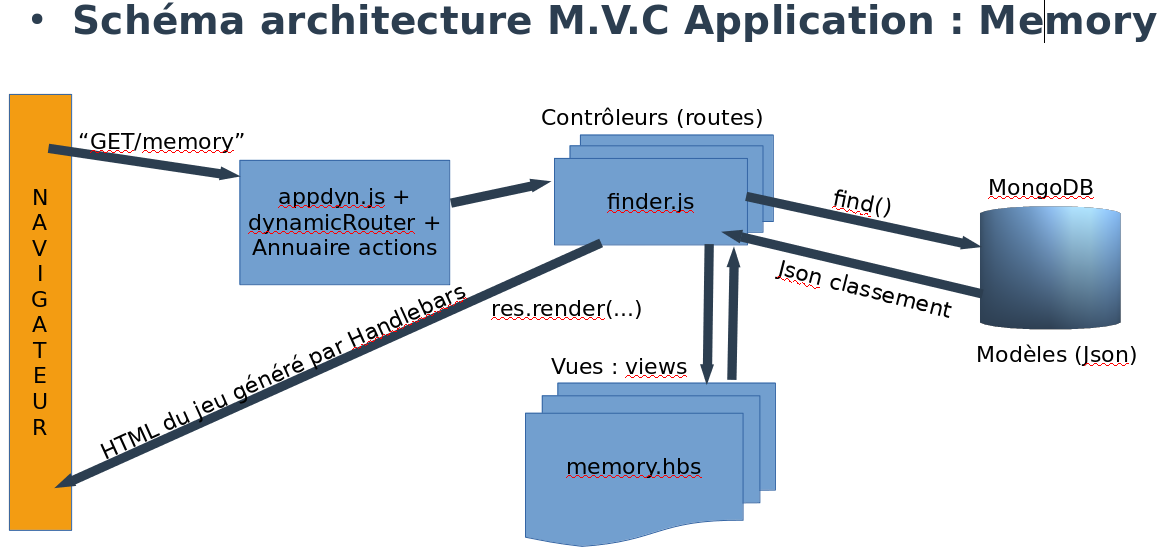 • Schéma architecture M.V.C Application : Memory
Contrôleurs (routes)
“GET/memory”
NAVIGATEUR
appdyn.js +
dynamicRouter +
Annuaire actions
finder.js
find()
MongoDB
Json classement
res.render(...)
HTML du jeu généré par Handlebars
Modèles (Json)
Vues : views
memory.hbs